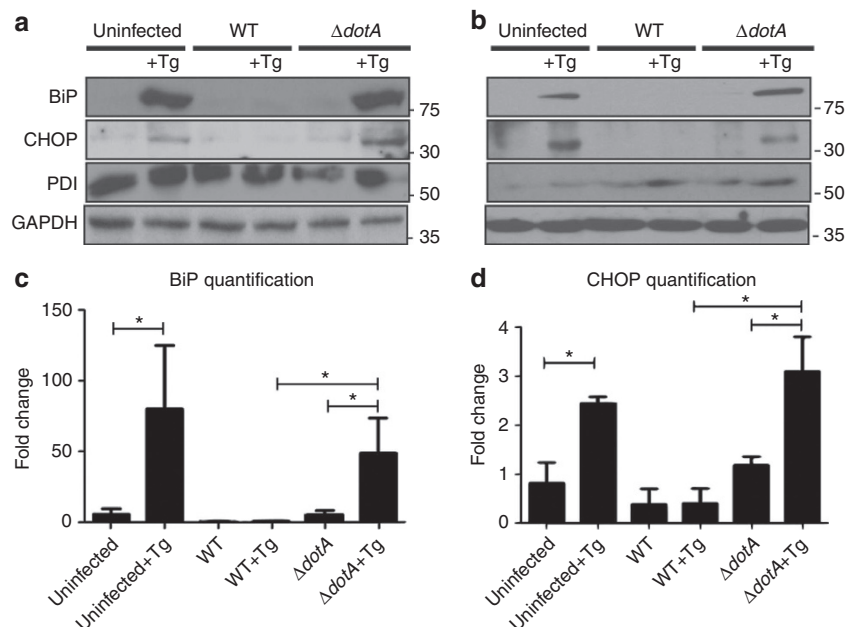 a
Uninfected WT ΔdotA
+Tg +Tg +Tg
BiP
75
CHOP
30
PDI
50
GAPDH
35
b
Uninfected WT ΔdotA
+Tg +Tg +Tg
75
30
50
35
c
BiP quantification
Fold change
150
100
50
0
* * *
Uninfected
Uninfected+Tg
WT
WT+Tg
ΔdotA
ΔdotA+Tg
d
CHOP quantification
Fold change
4
3
2
1
0
* * *
Uninfected
Uninfected+Tg
WT
WT+Tg
ΔdotA
ΔdotA+Tg